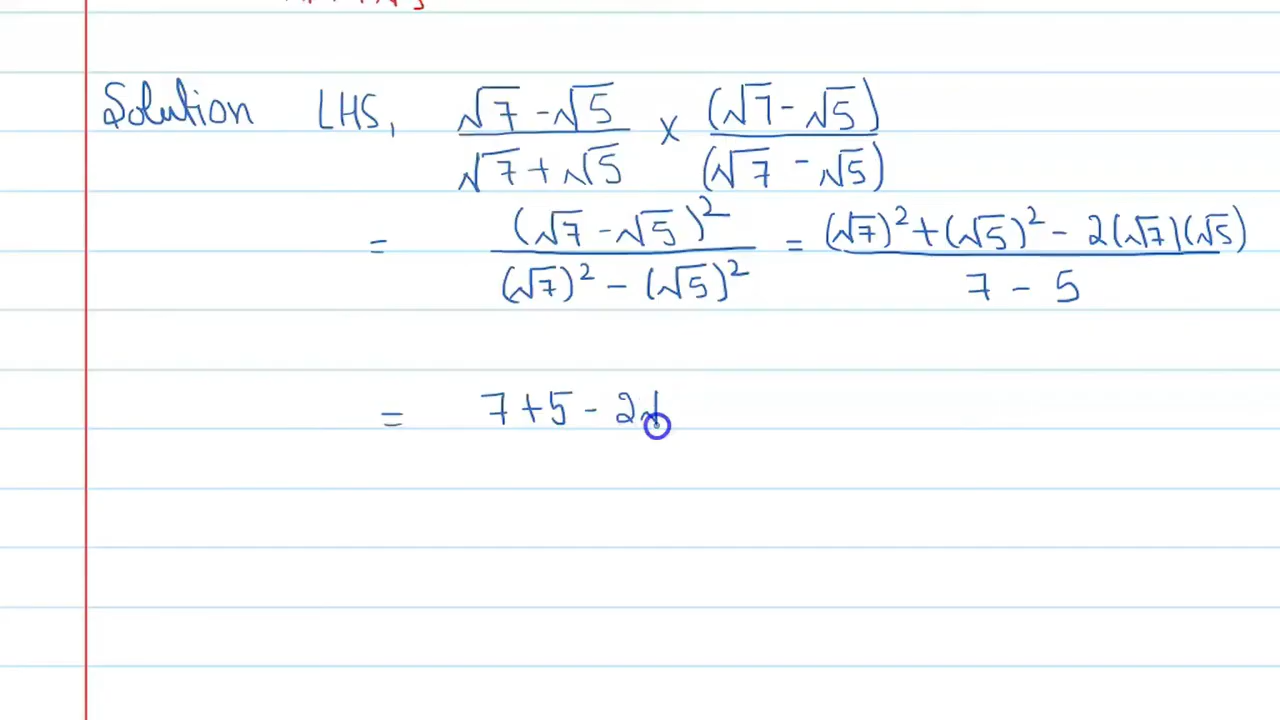 Solution LHS, √7 - √5 / √7 + √5 × (√7 - √5) / (√7 - √5)
= (√7 - √5)² / (√7)² - (√5)² = (√7)² + (√5)² - 2(√7)(√5) / 7 - 5
= 7 + 5 - 2√